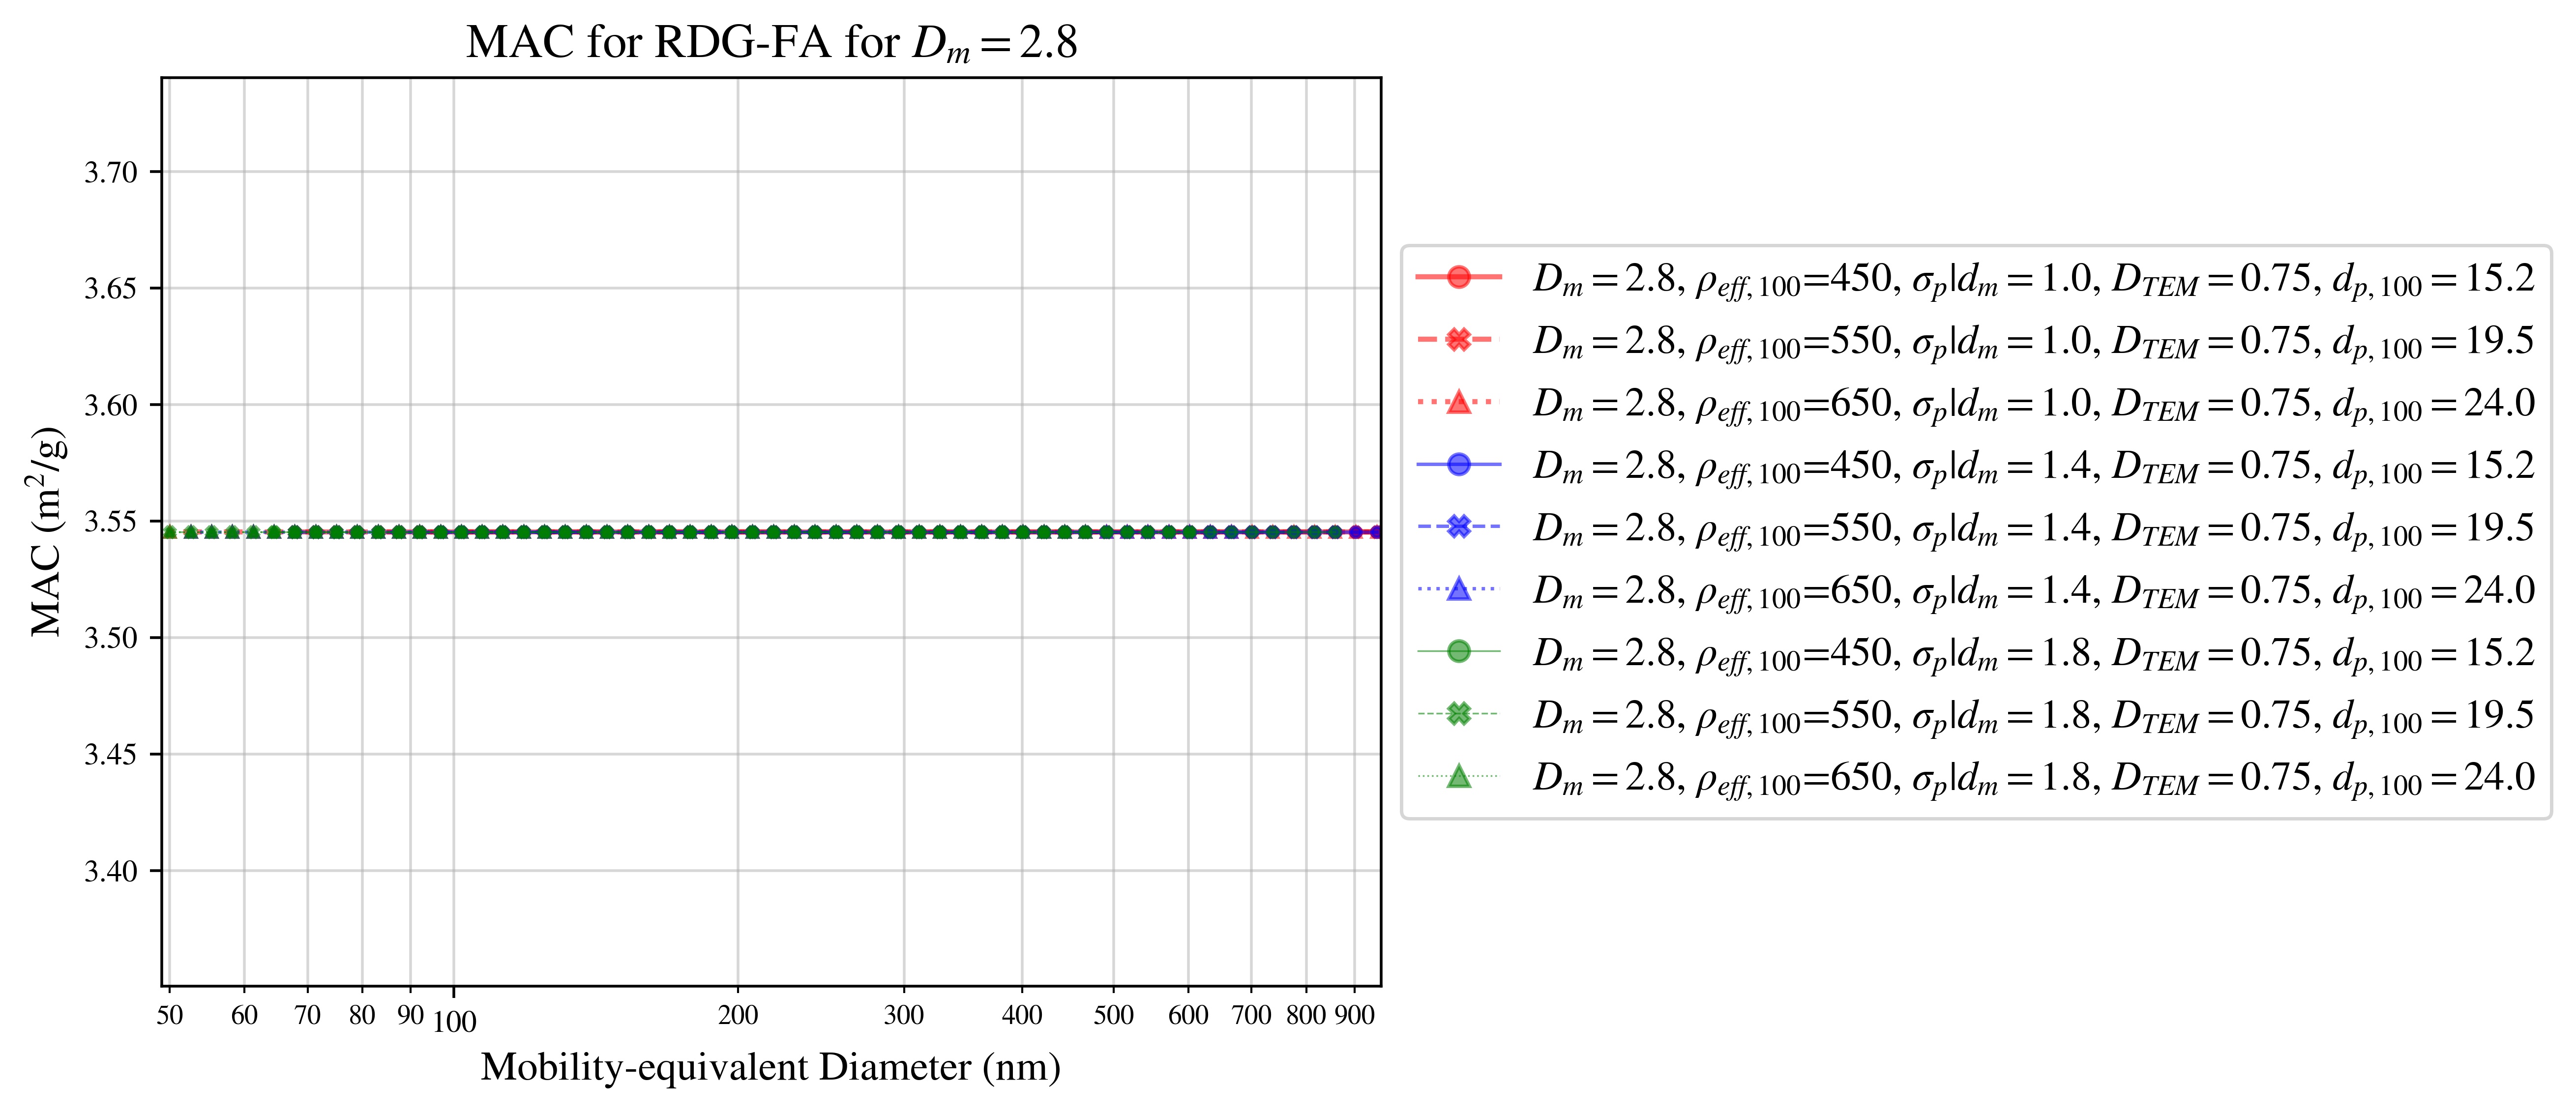 MAC for RDG-FA for Dₘ = 2.8
MAC (m²/g)
3.70
3.65
3.60
3.55
3.50
3.45
3.40
50 60 70 80 90 100 200 300 400 500 600 700 800 900
Mobility-equivalent Diameter (nm)
D_m = 2.8, ρ_eff,100=450, σ_p|d_m = 1.0, D_TEM = 0.75, d_p,100 = 15.2
D_m = 2.8, ρ_eff,100=550, σ_p|d_m = 1.0, D_TEM = 0.75, d_p,100 = 19.5
D_m = 2.8, ρ_eff,100=650, σ_p|d_m = 1.0, D_TEM = 0.75, d_p,100 = 24.0
D_m = 2.8, ρ_eff,100=450, σ_p|d_m = 1.4, D_TEM = 0.75, d_p,100 = 15.2
D_m = 2.8, ρ_eff,100=550, σ_p|d_m = 1.4, D_TEM = 0.75, d_p,100 = 19.5
D_m = 2.8, ρ_eff,100=650, σ_p|d_m = 1.4, D_TEM = 0.75, d_p,100 = 24.0
D_m = 2.8, ρ_eff,100=450, σ_p|d_m = 1.8, D_TEM = 0.75, d_p,100 = 15.2
D_m = 2.8, ρ_eff,100=550, σ_p|d_m = 1.8, D_TEM = 0.75, d_p,100 = 19.5
D_m = 2.8, ρ_eff,100=650, σ_p|d_m = 1.8, D_TEM = 0.75, d_p,100 = 24.0